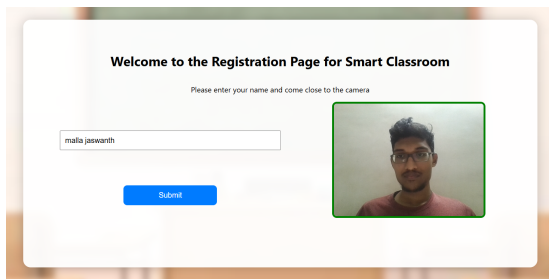 Welcome to the Registration Page for Smart Classroom
Please enter your name and come close to the camera
malla jaswanth
Submit